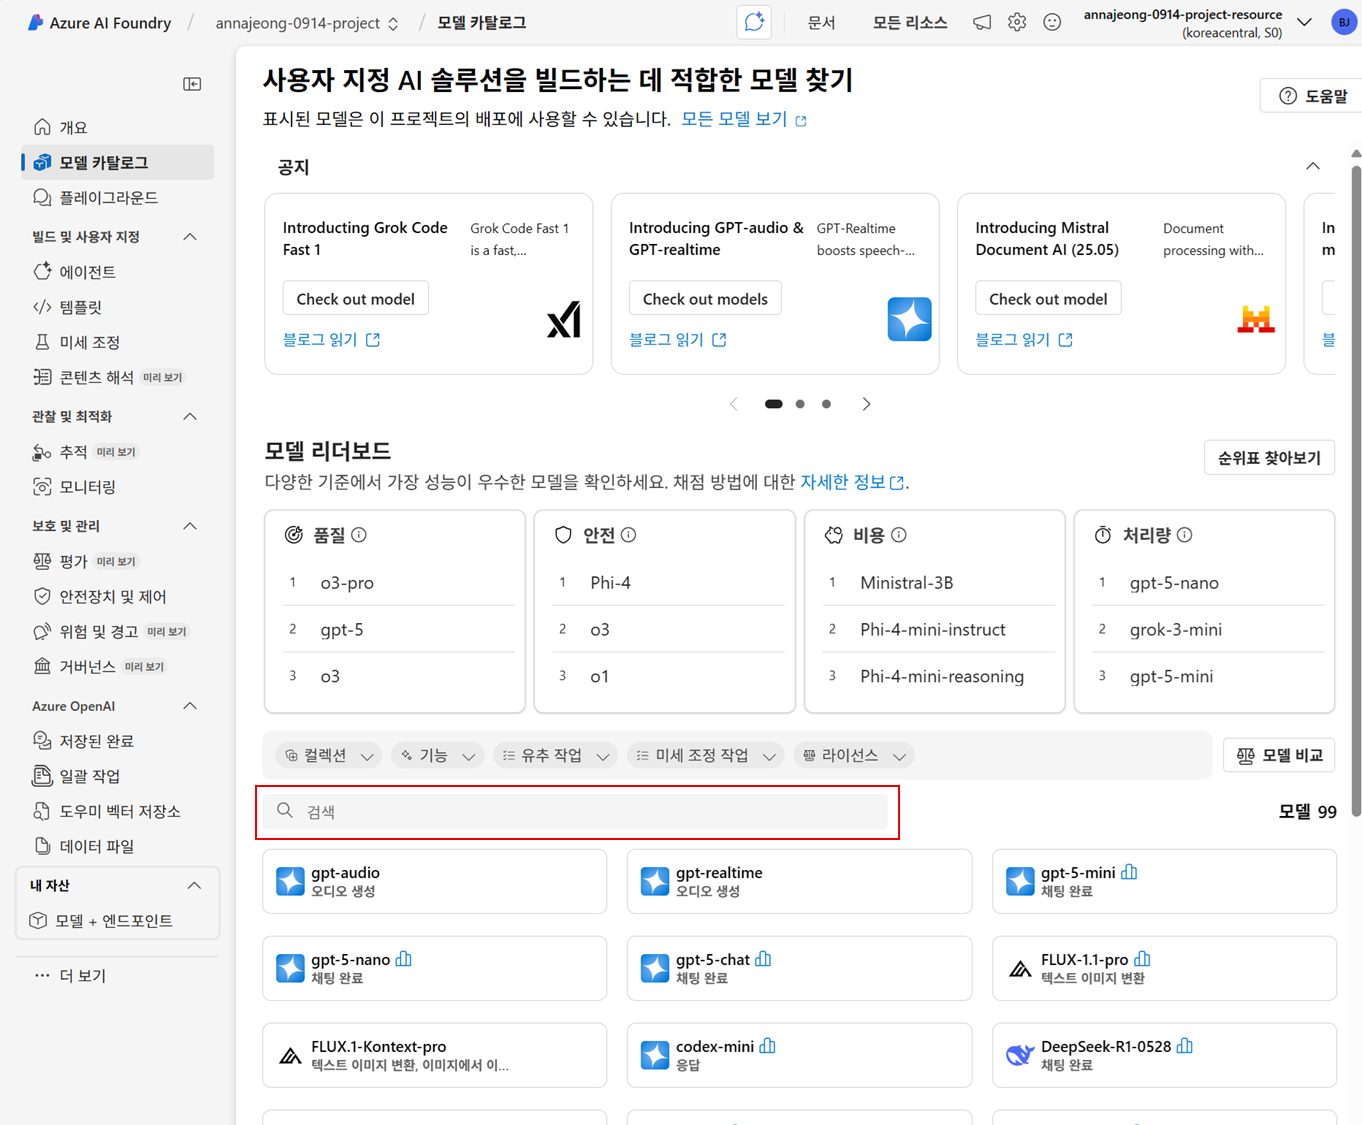 Azure AI Foundry / annajeong-0914-project / 모델 카탈로그
문서
모든 리소스
annajeong-0914-project-resource
(koreacentral, S0)
BJ
개요
모델 카탈로그
플레이그라운드
빌드 및 사용자 지정
에이전트
템플릿
미세 조정
콘텐츠 해석 미리 보기
관찰 및 최적화
추적 미리 보기
모니터링
보호 및 관리
평가 미리 보기
안전장치 및 제어
위험 및 경고 미리 보기
거버넌스 미리 보기
Azure OpenAI
저장된 완료
일괄 작업
도우미 벡터 저장소
데이터 파일
내 자산
모델 + 엔드포인트
더 보기
사용자 지정 AI 솔루션을 빌드하는 데 적합한 모델 찾기
도움말
표시된 모델은 이 프로젝트의 배포에 사용할 수 있습니다. 모든 모델 보기
공지
Introducting Grok Code
Fast 1
Grok Code Fast 1
is a fast,...
Check out model
블로그 읽기
Introducing GPT-audio &
GPT-realtime
GPT-Realtime
boosts speech-...
Check out models
블로그 읽기
Introducing Mistral
Document AI (25.05)
Document
processing with...
Check out model
블로그 읽기
In
m
블
모델 리더보드
순위표 찾아보기
다양한 기준에서 가장 성능이 우수한 모델을 확인하세요. 채점 방법에 대한 자세한 정보.
품질
1 o3-pro
2 gpt-5
3 o3
안전
1 Phi-4
2 o3
3 o1
비용
1 Ministral-3B
2 Phi-4-mini-instruct
3 Phi-4-mini-reasoning
처리량
1 gpt-5-nano
2 grok-3-mini
3 gpt-5-mini
컬렉션 기능 유추 작업 미세 조정 작업 라이선스
모델 비교
검색
모델 99
gpt-audio
오디오 생성
gpt-realtime
오디오 생성
gpt-5-mini
채팅 완료
gpt-5-nano
채팅 완료
gpt-5-chat
채팅 완료
FLUX-1.1-pro
텍스트 이미지 변환
FLUX.1-Kontext-pro
텍스트 이미지 변환, 이미지에서 이...
codex-mini
응답
DeepSeek-R1-0528
채팅 완료